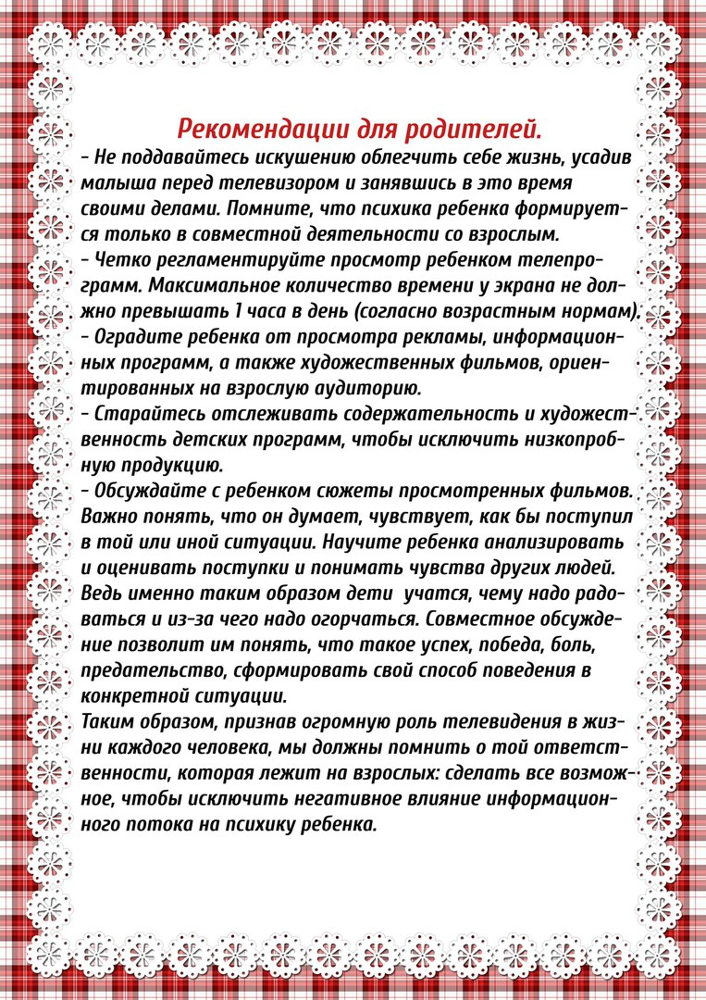 Рекомендации для родителей.
- Не поддавайтесь искушению облегчить себе жизнь, усадив
малыша перед телевизором и занявшись в это время
своими делами. Помните, что психика ребенка формирует-
ся только в совместной деятельности со взрослым.
- Четко регламентируйте просмотр ребенком телепро-
грамм. Максимальное количество времени у экрана не дол-
жно превышать 1 часа в день (согласно возрастным нормам).
- Оградите ребенка от просмотра рекламы, информацион-
ных программ, а также художественных фильмов, ориен-
тированных на взрослую аудиторию.
- Старайтесь отслеживать содержательность и художест-
венность детских программ, чтобы исключить низкопроб-
ную продукцию.
- Обсуждайте с ребенком сюжеты просмотренных фильмов.
Важно понять, что он думает, чувствует, как бы поступил
в той или иной ситуации. Научите ребенка анализировать
и оценивать поступки и понимать чувства других людей.
Ведь именно таким образом дети  учатся, чему надо радо-
ваться и из-за чего надо огорчаться. Совместное обсужде-
ние позволит им понять, что такое успех, победа, боль,
предательство, сформировать свой способ поведения в
конкретной ситуации.
Таким образом, признав огромную роль телевидения в жиз-
ни каждого человека, мы должны помнить о той ответст-
венности, которая лежит на взрослых: сделать все возмож-
ное, чтобы исключить негативное влияние информацион-
ного потока на психику ребенка.